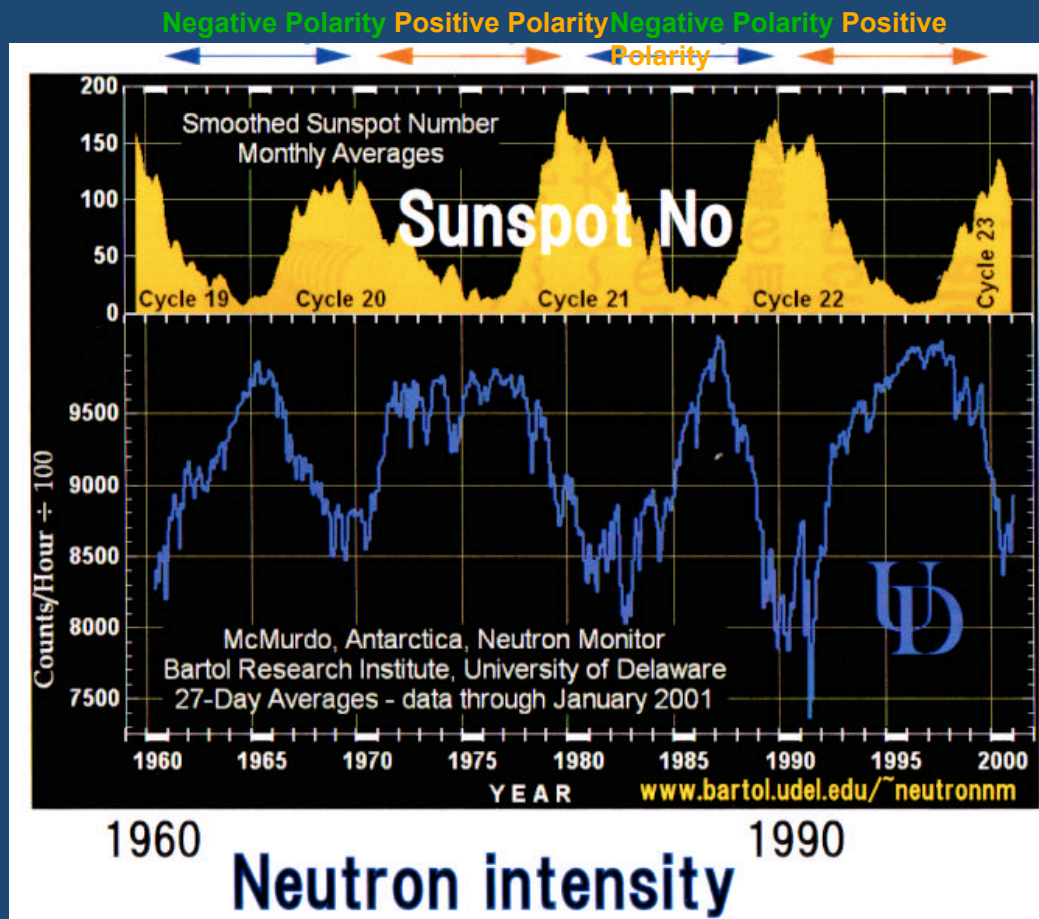 Negative Polarity Positive Polarity Negative Polarity Positive
Polarity
200
150
100
50
0
Smoothed Sunspot Number
Monthly Averages
Sunspot No
Cycle 19
Cycle 20
Cycle 21
Cycle 22
Cycle 23
9500
9000
8500
8000
7500
Counts/Hour ÷ 100
UD
McMurdo, Antarctica, Neutron Monitor
Bartol Research Institute, University of Delaware
27-Day Averages - data through January 2001
1960 1965 1970 1975 1980 1985 1990 1995 2000
YEAR
www.bartol.udel.edu/~neutronnm
1960 1990
Neutron intensity